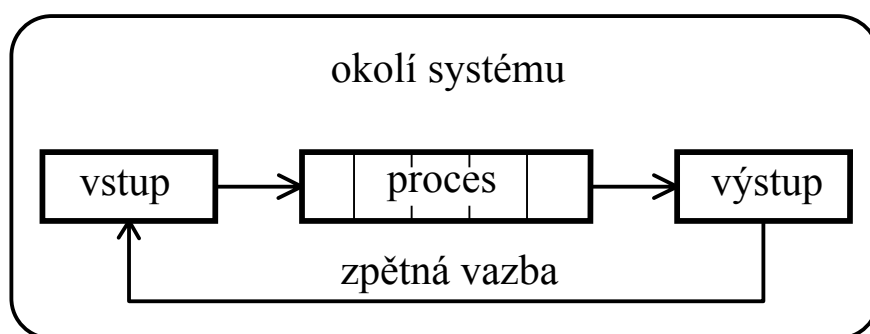 okolí systému
vstup
proces
výstup
zpětná vazba